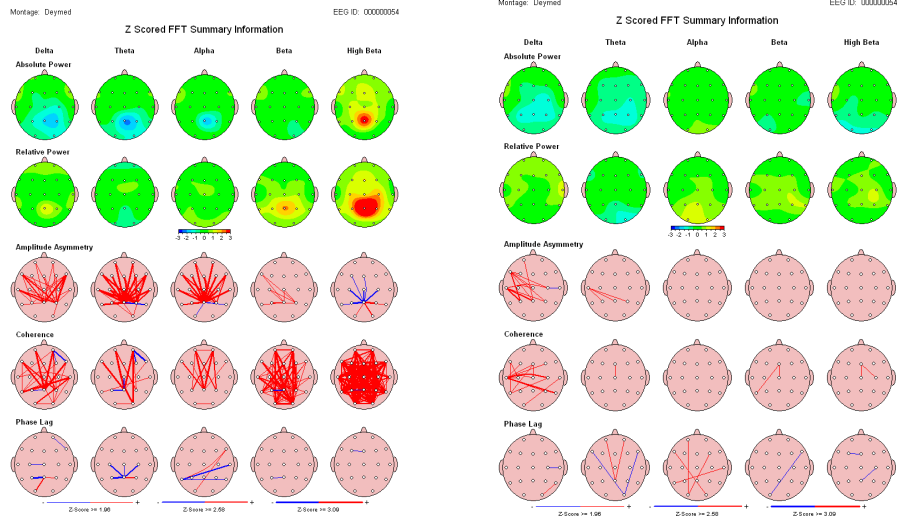 Montage: Deymed
EEG ID: 000000054
Z Scored FFT Summary Information
Delta Theta Alpha Beta High Beta
Absolute Power
Relative Power
-3 -2 -1 0 1 2 3
Amplitude Asymmetry
Coherence
Phase Lag
- + - + - +
Z-Score >= 1.96 Z-Score >= 2.58 Z-Score >= 3.09
Montage: Deymed
EEG ID: 000000054
Z Scored FFT Summary Information
Delta Theta Alpha Beta High Beta
Absolute Power
Relative Power
-3 -2 -1 0 1 2 3
Amplitude Asymmetry
Coherence
Phase Lag
- + - + - +
Z-Score >= 1.96 Z-Score >= 2.58 Z-Score >= 3.09